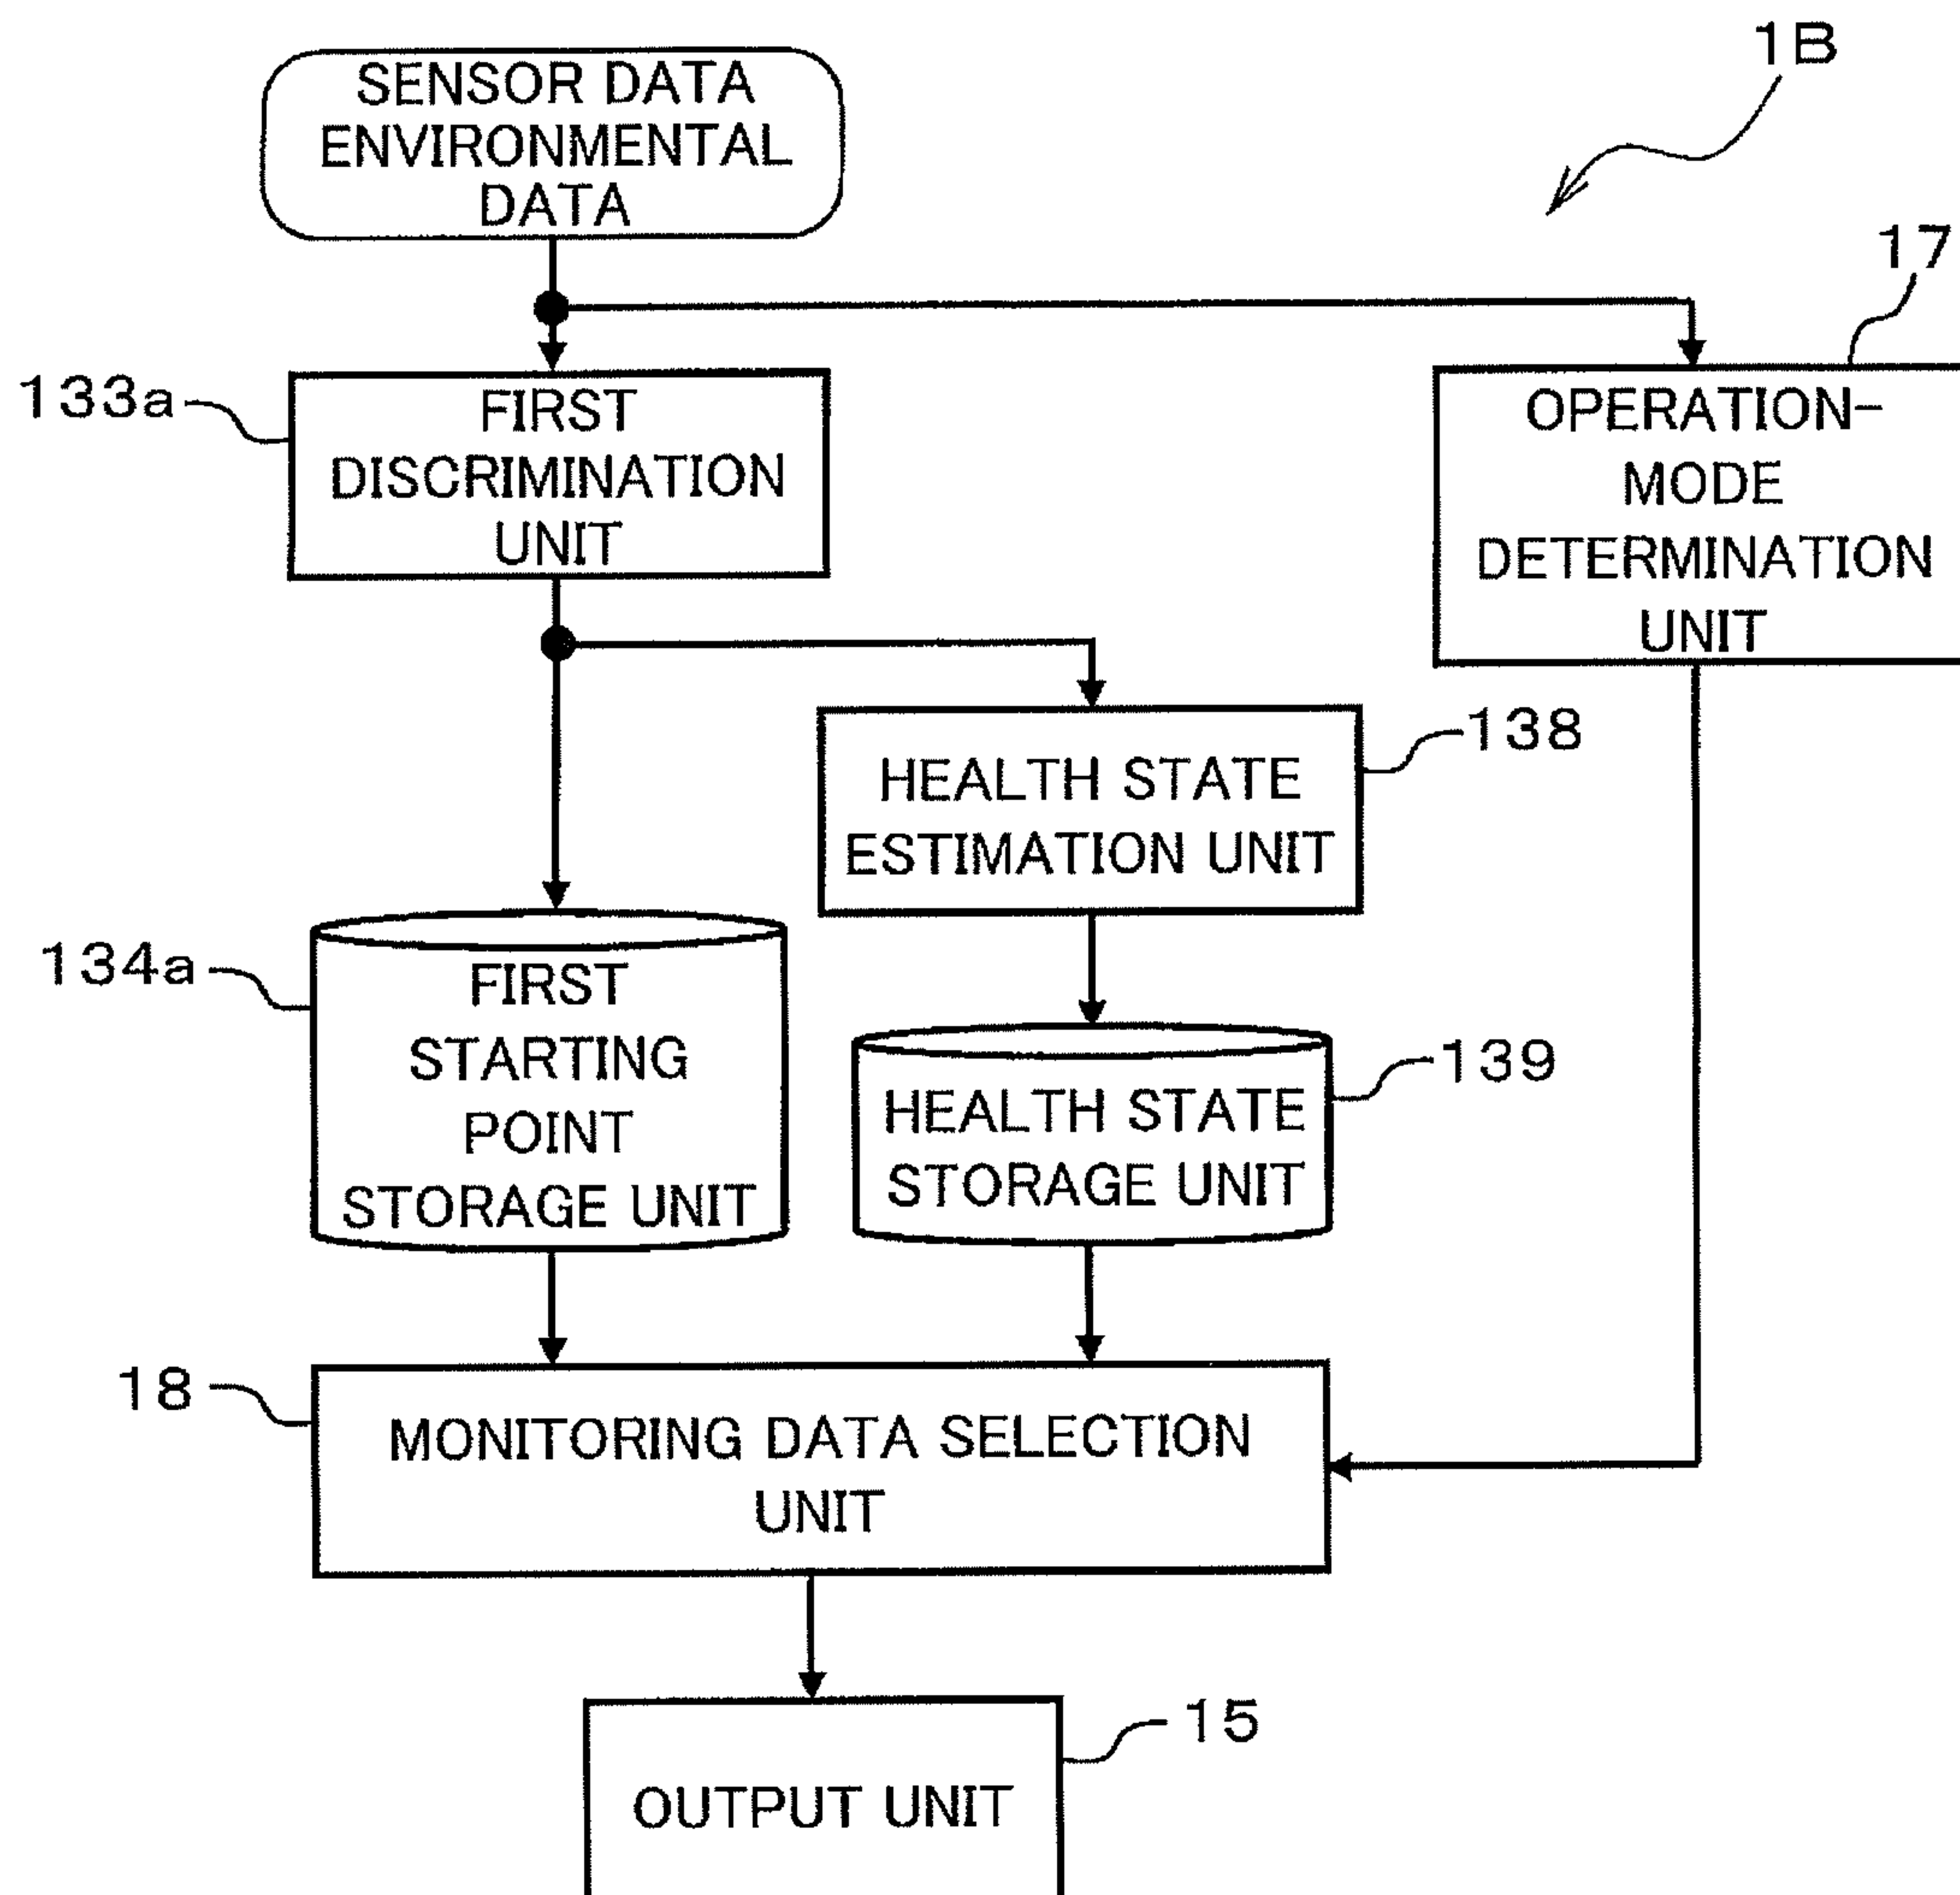 1B
SENSOR DATA
ENVIRONMENTAL
DATA
17
133a
FIRST
DISCRIMINATION
UNIT
OPERATION-
MODE
DETERMINATION
UNIT
138
HEALTH STATE
ESTIMATION UNIT
134a
FIRST
STARTING
POINT
STORAGE UNIT
139
HEALTH STATE
STORAGE UNIT
18
MONITORING DATA SELECTION
UNIT
15
OUTPUT UNIT